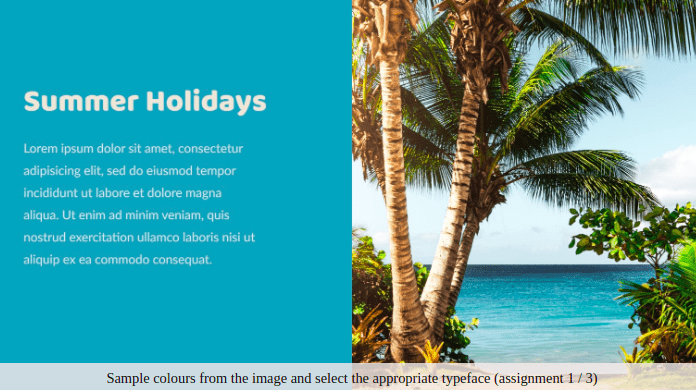 Summer Holidays
Lorem ipsum dolor sit amet, consectetur
adipisicing elit, sed do eiusmod tempor
incididunt ut labore et dolore magna
aliqua. Ut enim ad minim veniam, quis
nostrud exercitation ullamco laboris nisi ut
aliquip ex ea commodo consequat.
Sample colours from the image and select the appropriate typeface (assignment 1 / 3)